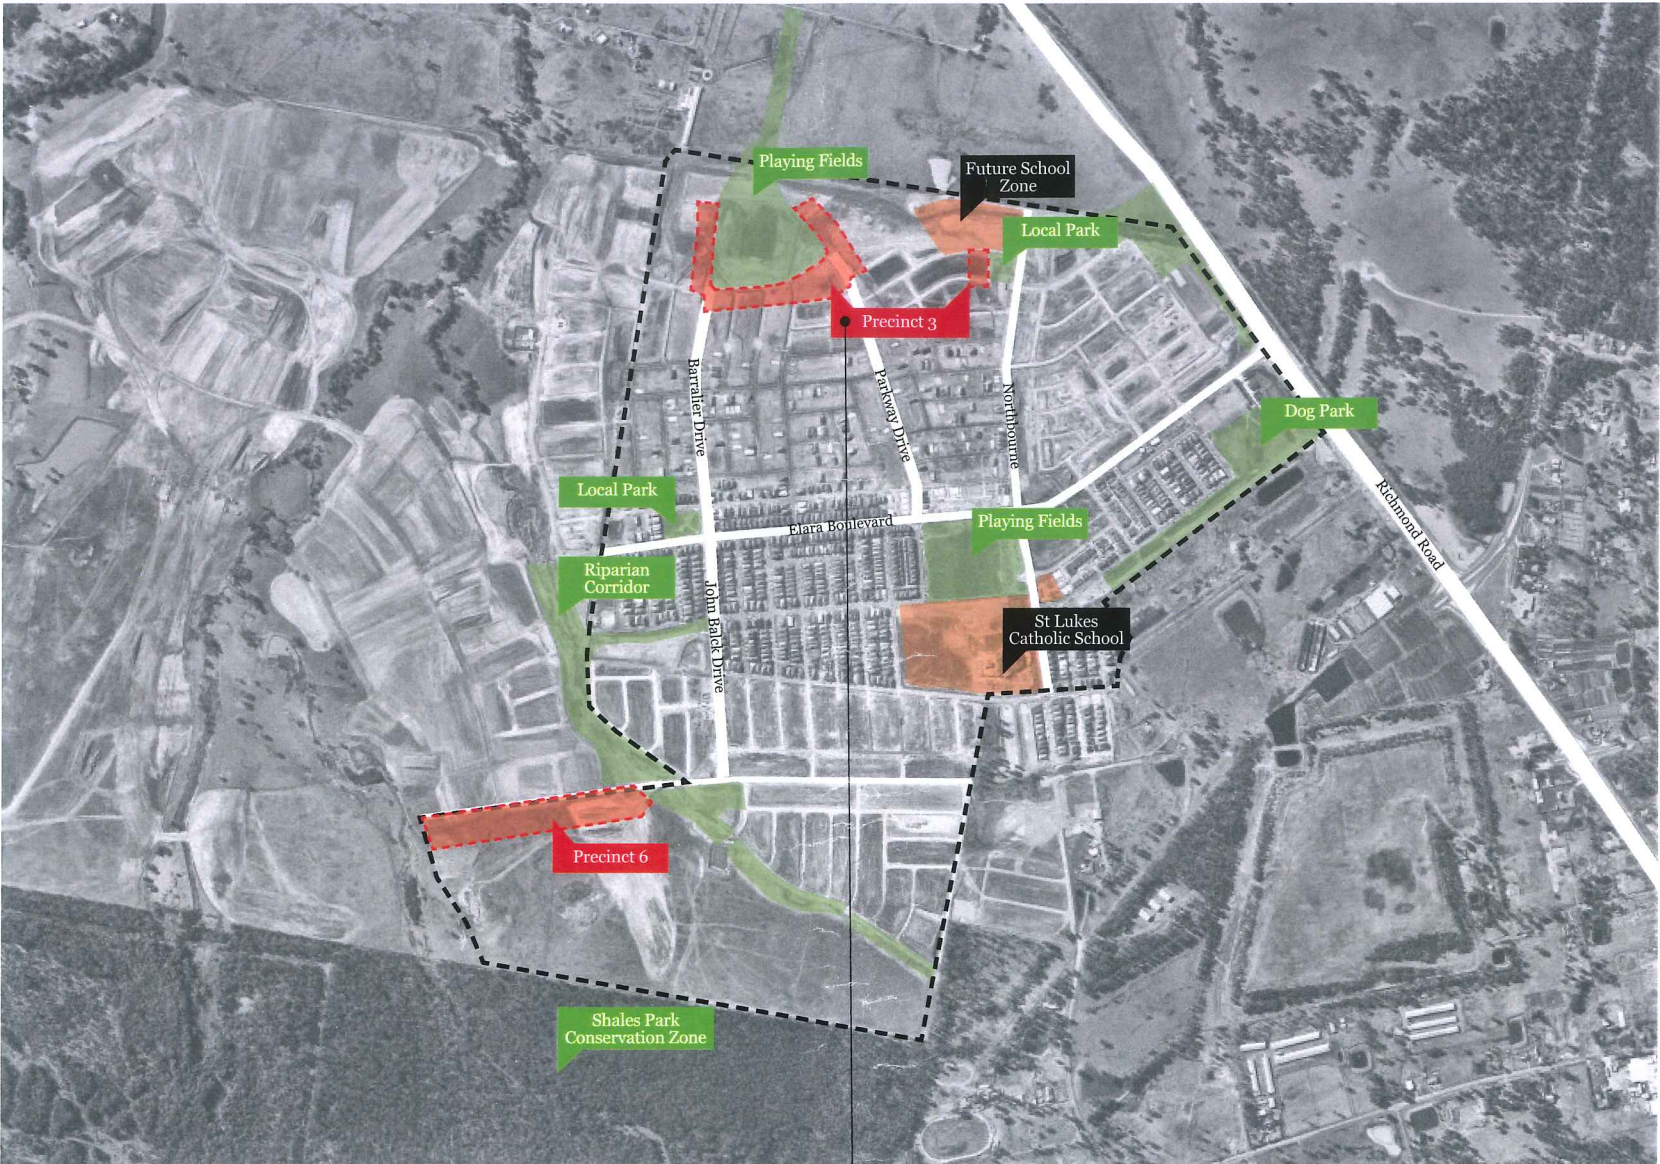 Playing Fields
Future School
Zone
Local Park
Precinct 3
Barralier Drive
Parkway Drive
Northbourne
Dog Park
Local Park
Elara Boulevard
Playing Fields
Richmond Road
Riparian
Corridor
John Balck Drive
St Lukes
Catholic School
Precinct 6
Shales Park
Conservation Zone